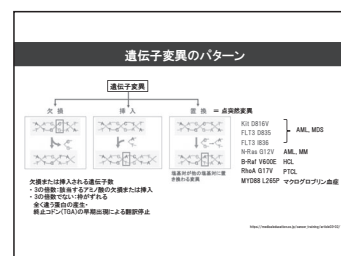 遺伝子変異のパターン
遺伝子変異
欠 損
挿 入
置 換 = 点突然変異
塩基対が他の塩基対に置
き換わる変異
欠損または挿入される遺伝子数
・3の倍数：該当するアミノ酸の欠損または挿入
・3の倍数でない：枠がずれる
全く違う蛋白の産生・
終止コドン(TGA)の早期出現による翻訳停止
Kit D816V
FLT3 D835
FLT3 I836
AML, MDS
N-Ras G12V AML, MM
B-Raf V600E HCL
RhoA G17V PTCL
MYD88 L265P マクログロブリン血症